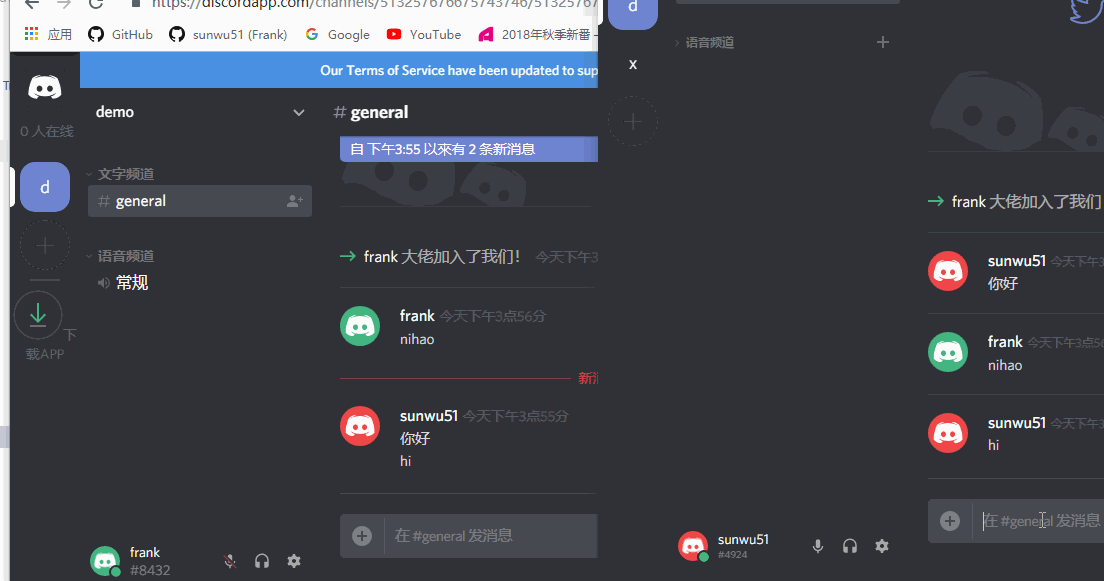 https://discordapp.com/channels/513257676675743746/5132576
应用
GitHub
sunwu51 (Frank)
Google
YouTube
2018年秋季新番 –
Our Terms of Service have been updated to sup
0 人在线
demo
# general
自 下午3:55 以來有 2 条新消息
d
文字频道
# general
语音频道
常规
下
载APP
frank 大佬加入了我们! 今天下午3
frank 今天下午3点56分
nihao
新消
sunwu51 今天下午3点55分
你好
hi
在 #general 发消息
frank
#8432
d
x
语音频道
frank 大佬加入了我们
sunwu51 今天下午3
你好
frank 今天下午3点56
nihao
sunwu51 今天下午3
hi
在 #general 发消息
sunwu51
#4924